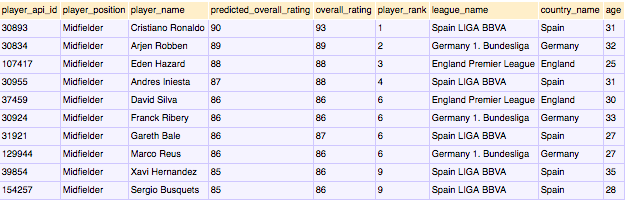 player_api_id player_position player_name predicted_overall_rating overall_rating player_rank league_name country_name age
30893 Midfielder Cristiano Ronaldo 90 93 1 Spain LIGA BBVA Spain 31
30834 Midfielder Arjen Robben 89 89 2 Germany 1. Bundesliga Germany 32
107417 Midfielder Eden Hazard 88 88 3 England Premier League England 25
30955 Midfielder Andres Iniesta 87 88 4 Spain LIGA BBVA Spain 31
37459 Midfielder David Silva 86 86 6 England Premier League England 30
30924 Midfielder Franck Ribery 86 86 6 Germany 1. Bundesliga Germany 33
31921 Midfielder Gareth Bale 86 87 6 Spain LIGA BBVA Spain 27
129944 Midfielder Marco Reus 86 86 6 Germany 1. Bundesliga Germany 27
39854 Midfielder Xavi Hernandez 85 86 9 Spain LIGA BBVA Spain 35
154257 Midfielder Sergio Busquets 85 86 9 Spain LIGA BBVA Spain 28